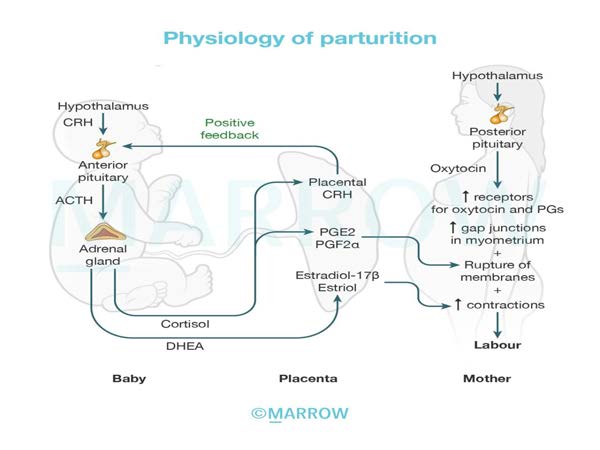 Physiology of parturition
Hypothalamus
CRH
Anterior
pituitary
ACTH
Adrenal
gland
Cortisol
DHEA
Baby
Positive
feedback
Placental
CRH
PGE2
PGF2α
Estradiol-17β
Estriol
Placenta
Hypothalamus
Posterior
pituitary
Oxytocin
↑ receptors
for oxytocin and PGs
↑ gap junctions
in myometrium
+
Rupture of
membranes
+
↑ contractions
Labour
Mother
MARROW
©MARROW